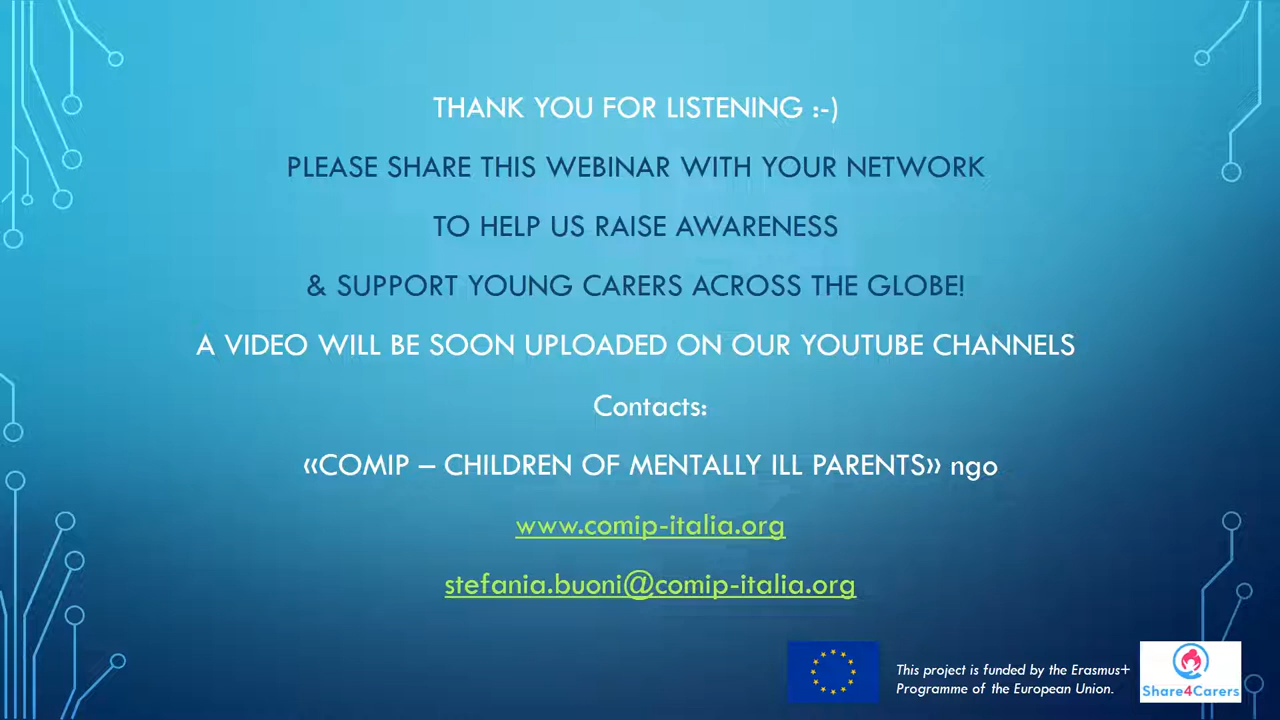 THANK YOU FOR LISTENING :-)
PLEASE SHARE THIS WEBINAR WITH YOUR NETWORK
TO HELP US RAISE AWARENESS
& SUPPORT YOUNG CARERS ACROSS THE GLOBE!
A VIDEO WILL BE SOON UPLOADED ON OUR YOUTUBE CHANNELS
Contacts:
«COMIP – CHILDREN OF MENTALLY ILL PARENTS» ngo
www.comip-italia.org
stefania.buoni@comip-italia.org
This project is funded by the Erasmus+
Programme of the European Union.
Share4Carers